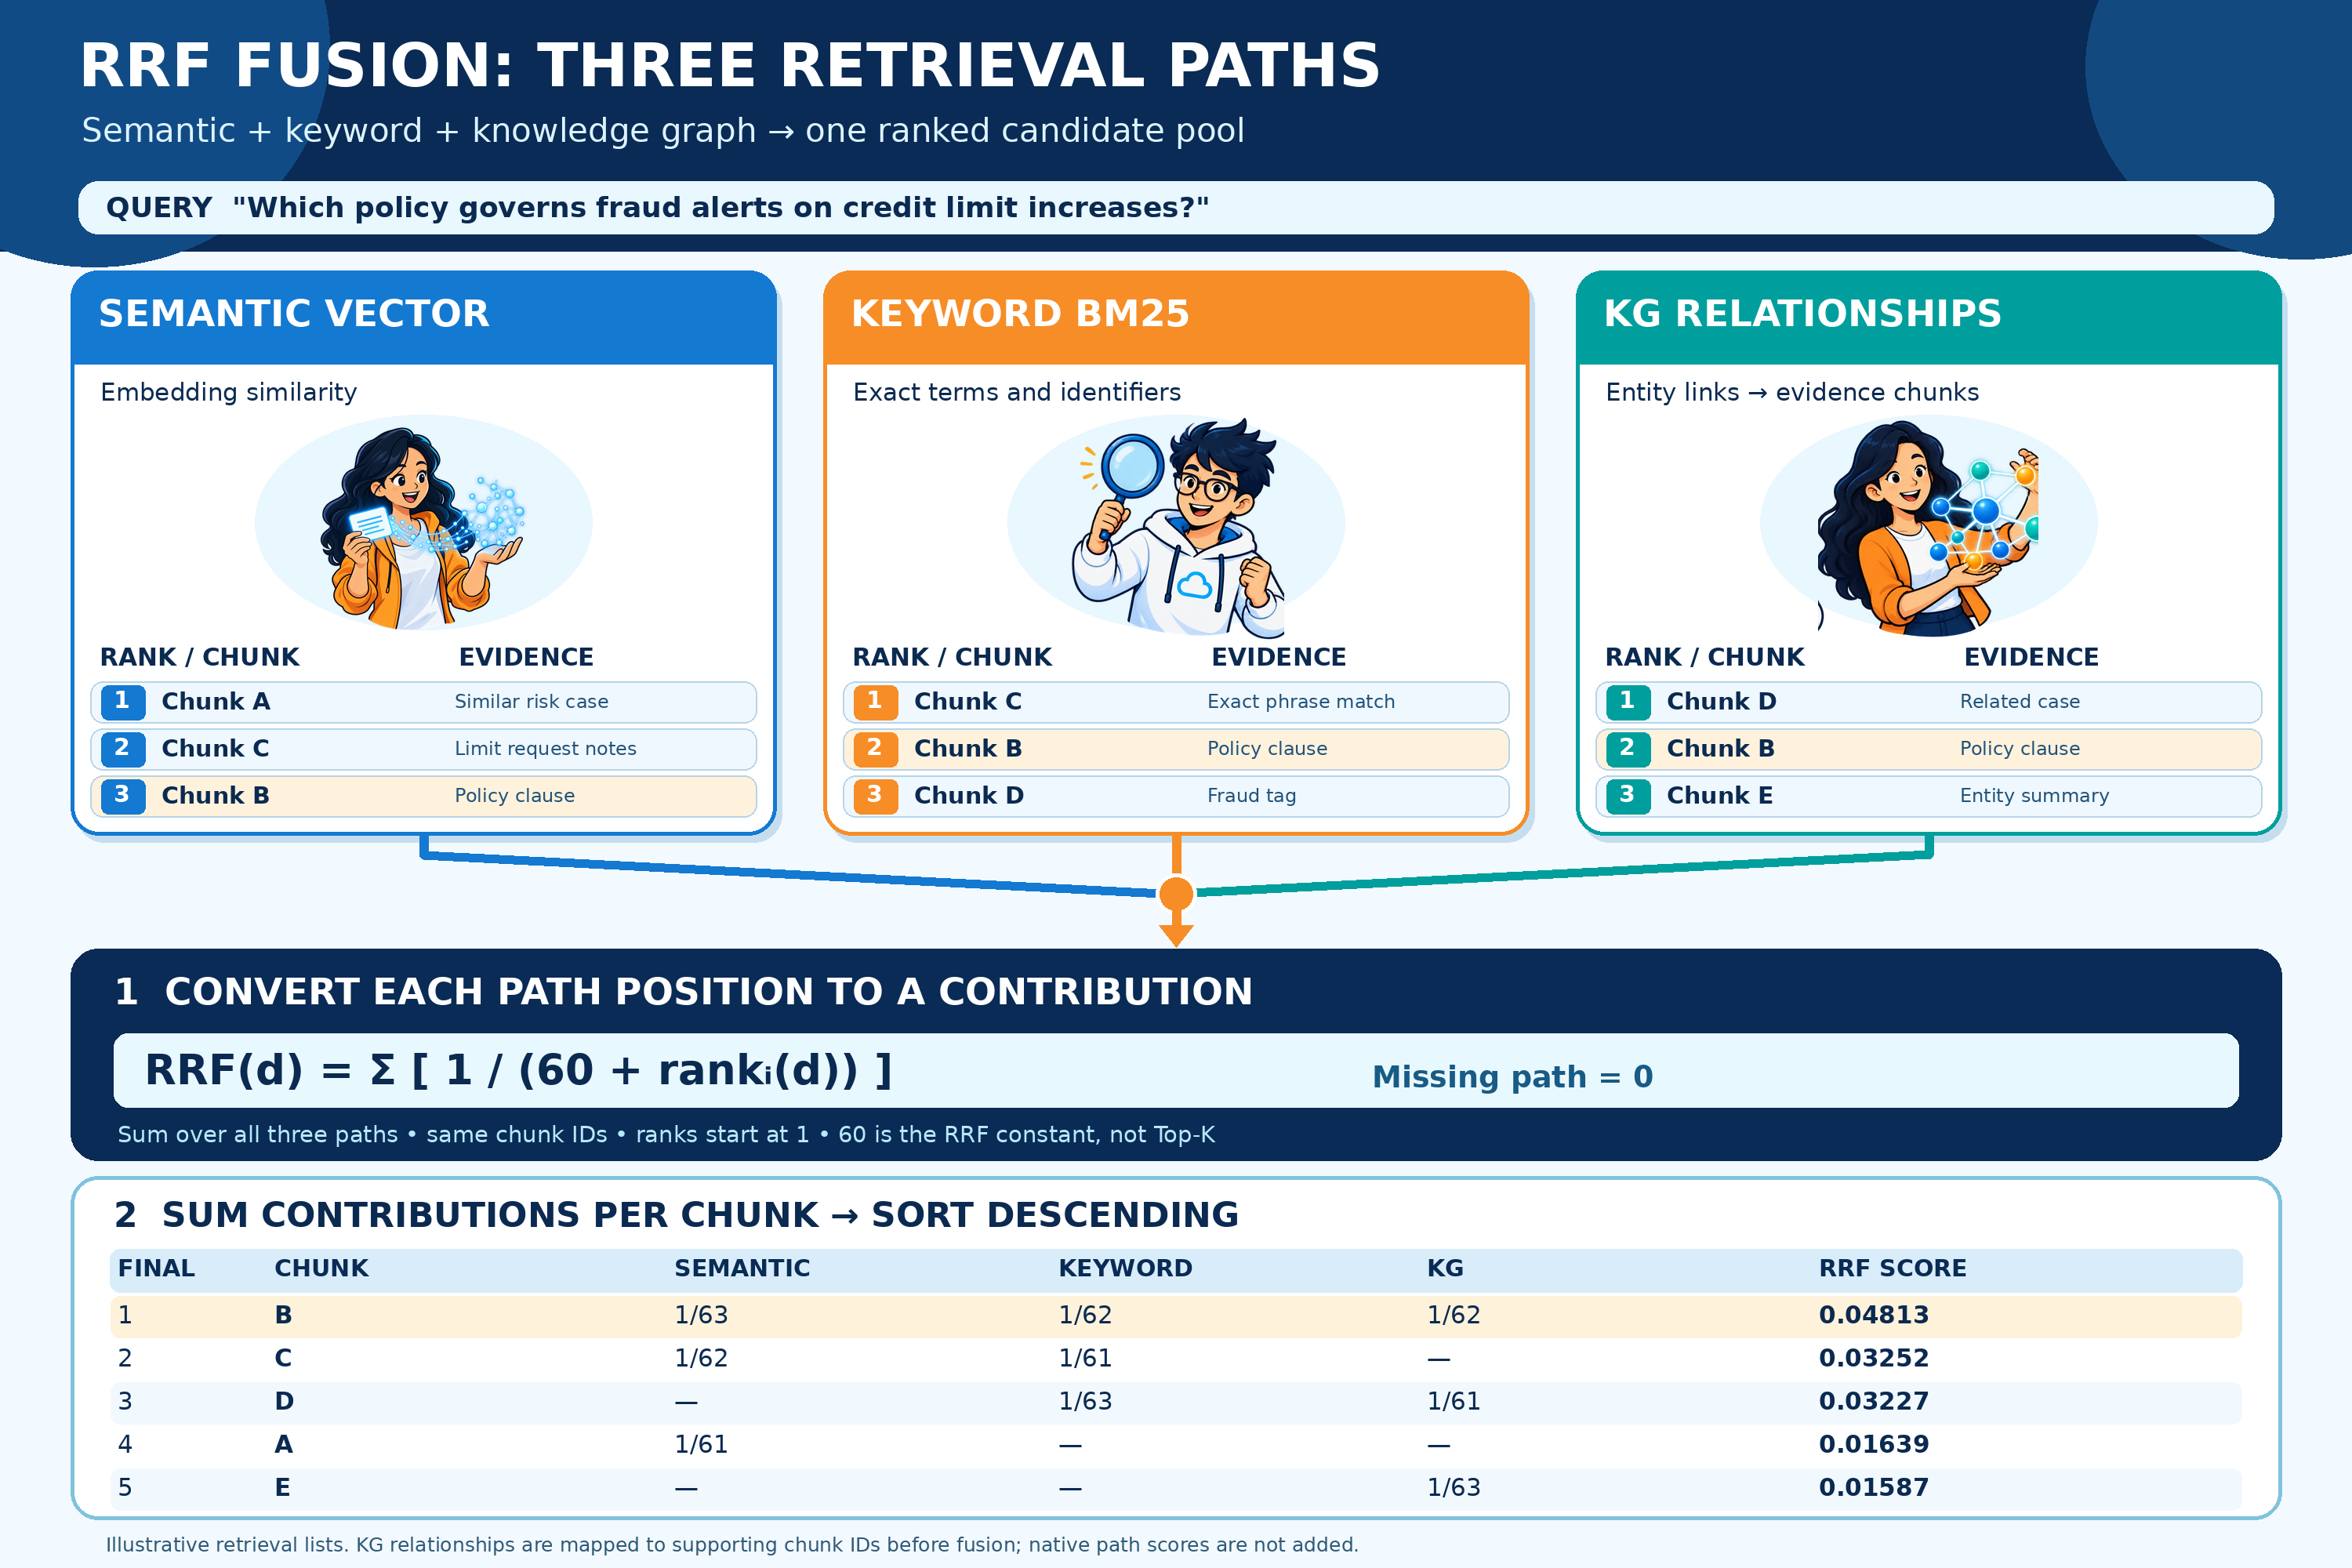 RRF FUSION: THREE RETRIEVAL PATHS
Semantic + keyword + knowledge graph → one ranked candidate pool
QUERY "Which policy governs fraud alerts on credit limit increases?"
SEMANTIC VECTOR
Embedding similarity
RANK / CHUNK EVIDENCE
1 Chunk A Similar risk case
2 Chunk C Limit request notes
3 Chunk B Policy clause
KEYWORD BM25
Exact terms and identifiers
RANK / CHUNK EVIDENCE
1 Chunk C Exact phrase match
2 Chunk B Policy clause
3 Chunk D Fraud tag
KG RELATIONSHIPS
Entity links → evidence chunks
RANK / CHUNK EVIDENCE
1 Chunk D Related case
2 Chunk B Policy clause
3 Chunk E Entity summary
1 CONVERT EACH PATH POSITION TO A CONTRIBUTION
RRF(d) = Σ [ 1 / (60 + rankᵢ(d)) ] Missing path = 0
Sum over all three paths • same chunk IDs • ranks start at 1 • 60 is the RRF constant, not Top-K
2 SUM CONTRIBUTIONS PER CHUNK → SORT DESCENDING
FINAL CHUNK SEMANTIC KEYWORD KG RRF SCORE
1 B 1/63 1/62 1/62 0.04813
2 C 1/62 1/61 — 0.03252
3 D — 1/63 1/61 0.03227
4 A 1/61 — — 0.01639
5 E — — 1/63 0.01587
Illustrative retrieval lists. KG relationships are mapped to supporting chunk IDs before fusion; native path scores are not added.